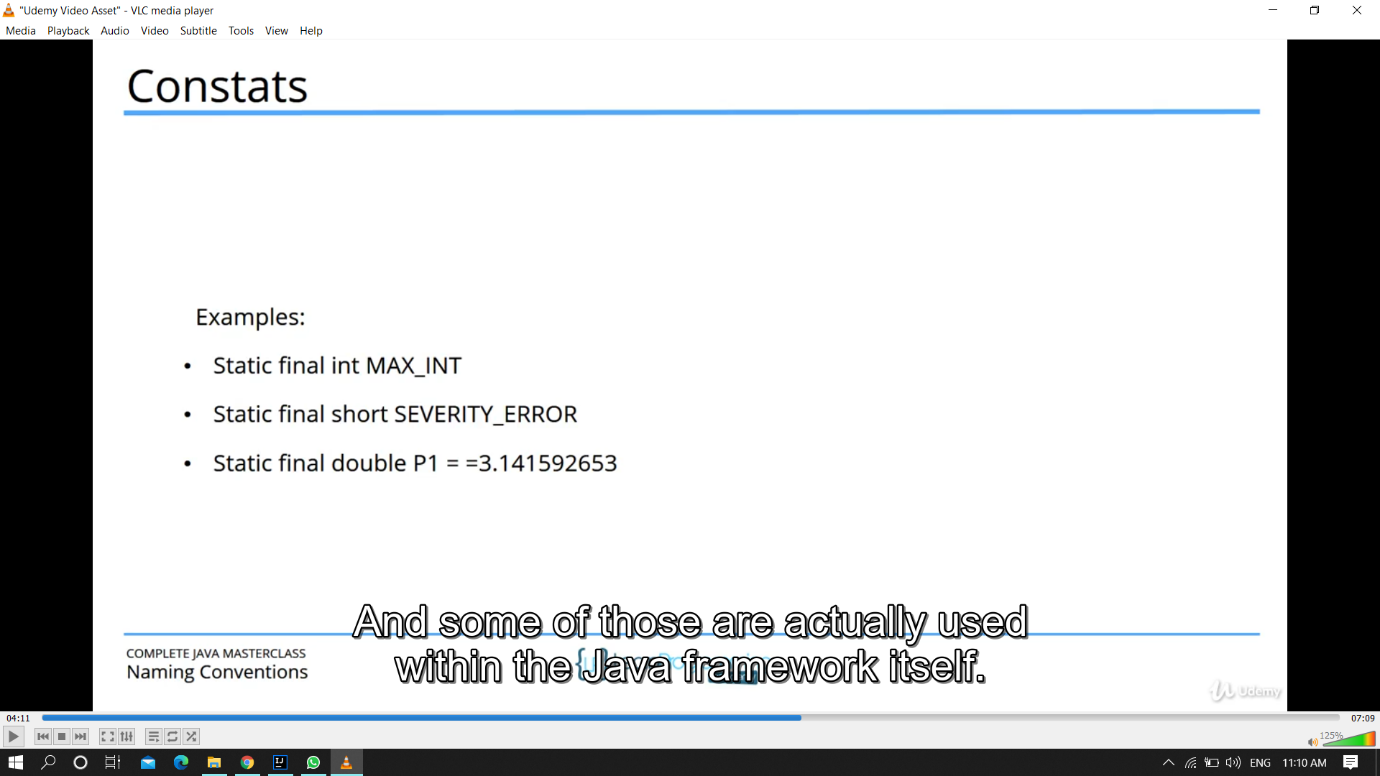 "Udemy Video Asset" - VLC media player
Media Playback Audio Video Subtitle Tools View Help
Constats
Examples:
• Static final int MAX_INT
• Static final short SEVERITY_ERROR
• Static final double P1 = =3.141592653
And some of those are actually used
within the Java framework itself.
COMPLETE JAVA MASTERCLASS
Naming Conventions
Udemy
04:11
07:09
125%
ENG
11:10 AM